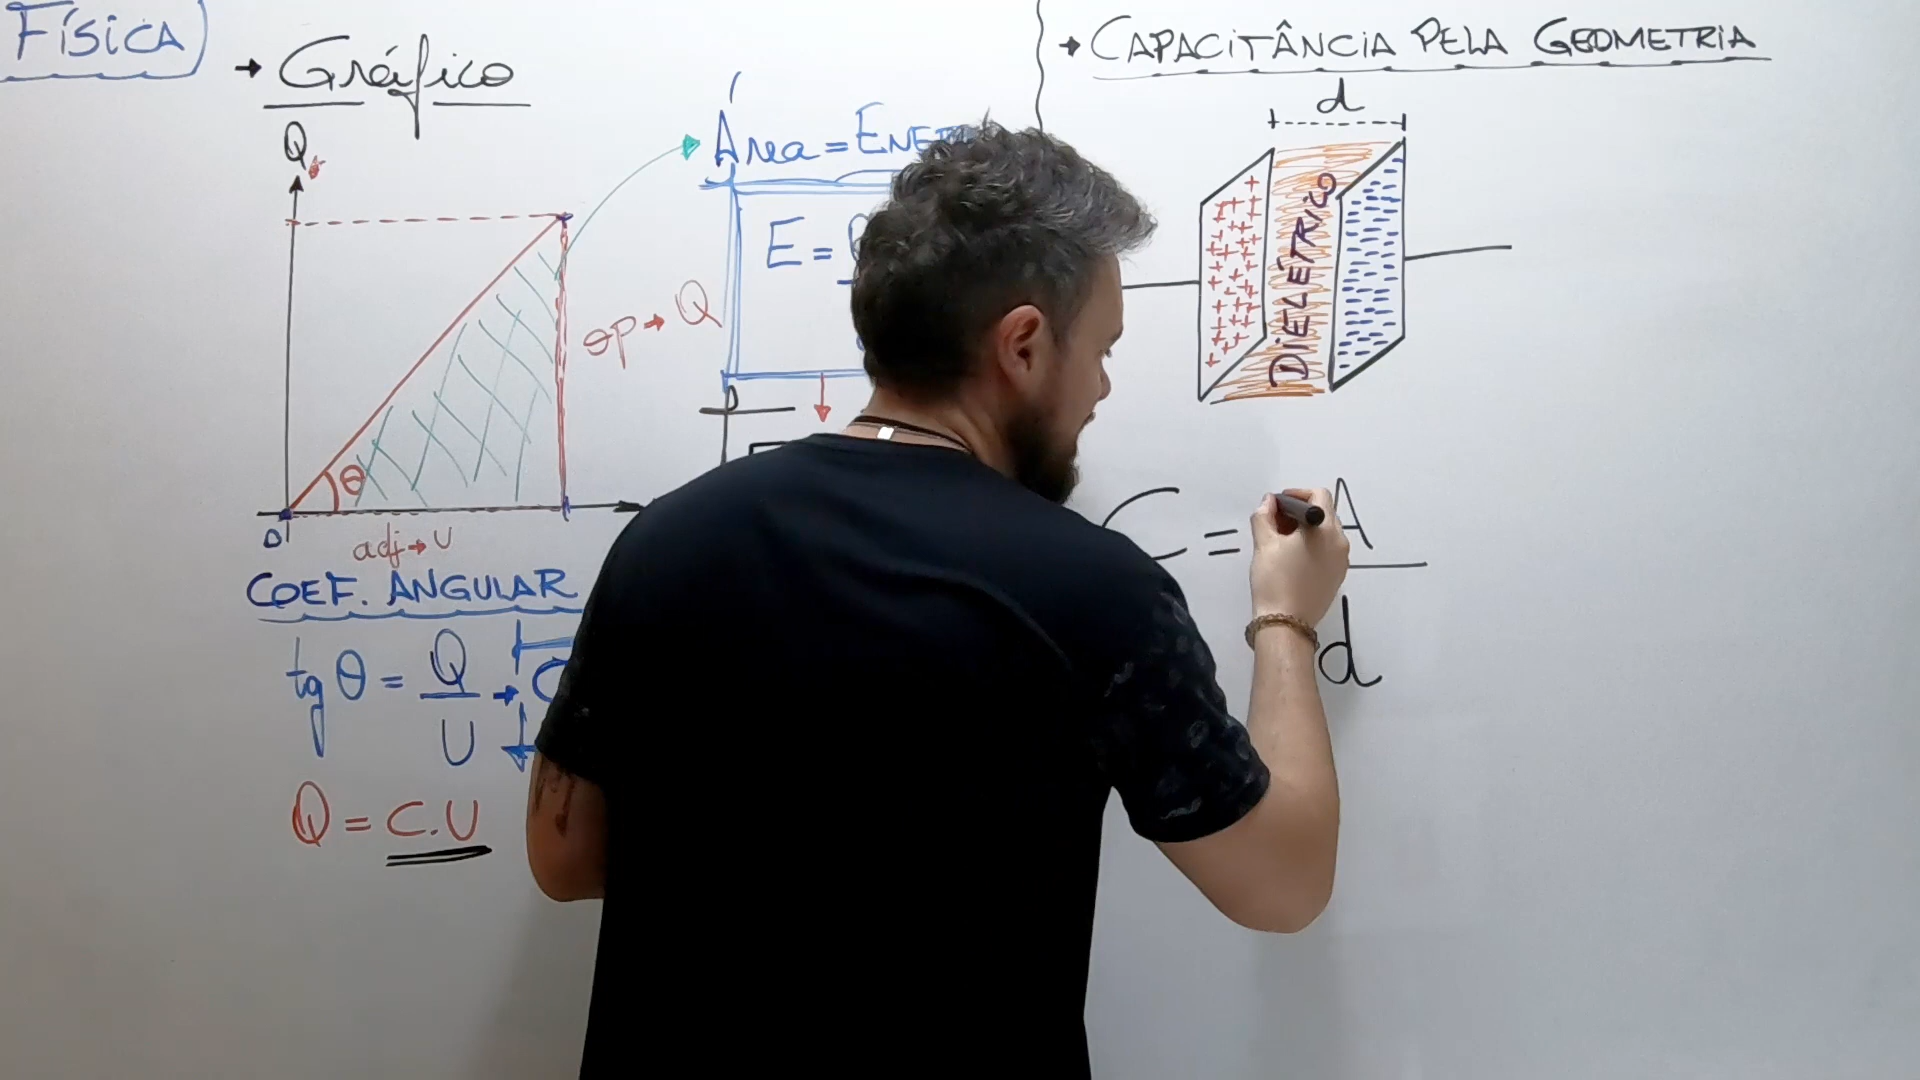 FÍSICA
→ Gráfico
Q
Área = ENE
E =
op → Q
θ
0
adj → U
COEF. ANGULAR
tg θ = Q / U → C
Q = C.U
→ CAPACITÂNCIA PELA GEOMETRIA
d
DIELÉTRICO
C = A
d